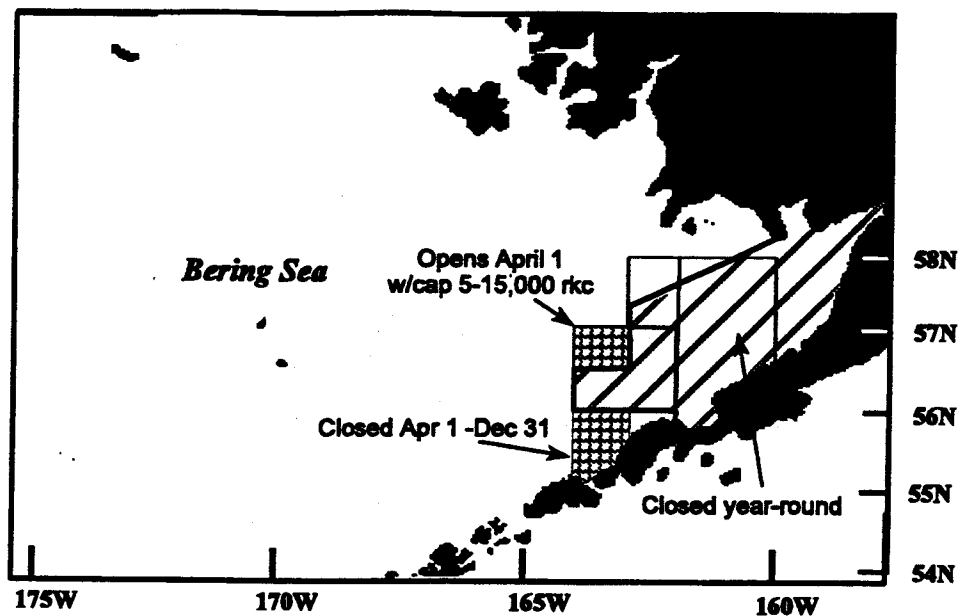 Bering Sea
Opens April 1
w/cap 5-15,000 rkc
Closed Apr 1 -Dec 31
Closed year-round
58N
57N
56N
55N
54N
175W
170W
165W
160W